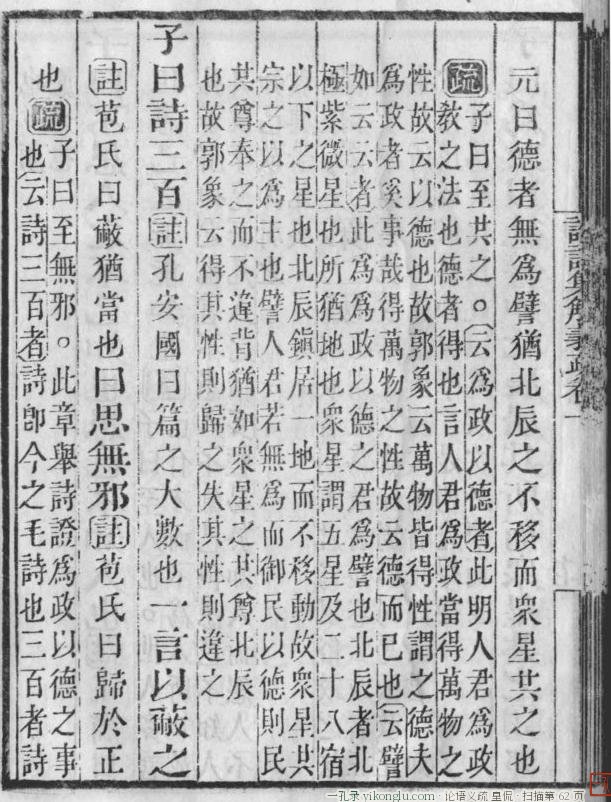 元曰德者無爲譬猶北辰之不移而衆星共之也
疏
子曰至共之。云爲政以德者此明人君爲政
教之法也德者得也言人君爲政當得萬物之
性故云以德也故郭象云萬物皆得性謂之德夫
爲政者奚事哉得萬物之性故云德而已也云譬
如云云者此爲爲政以德之君爲譬也北辰者北
極紫微星也所猶地也衆星謂五星及二十八宿
以下之星也北辰鎭居一地而不移動故衆星共
宗之以爲主也譬人君若無爲而御民以德則民
其尊奉之而不違背猶如衆星之共尊北辰
也故郭象云得其性則歸之失其性則違之
子曰詩三百註孔安國曰篇之大數也一言以蔽之
註苞氏曰蔽猶當也曰思無邪註苞氏曰歸於正
也疏
子曰至無邪。此章舉詩證爲政以德之事
也云詩三百者詩卽今之毛詩也三百者詩
論語集解義疏卷一
一孔录 yikonglu.com · 论语义疏 皇侃 · 扫描第 62 页